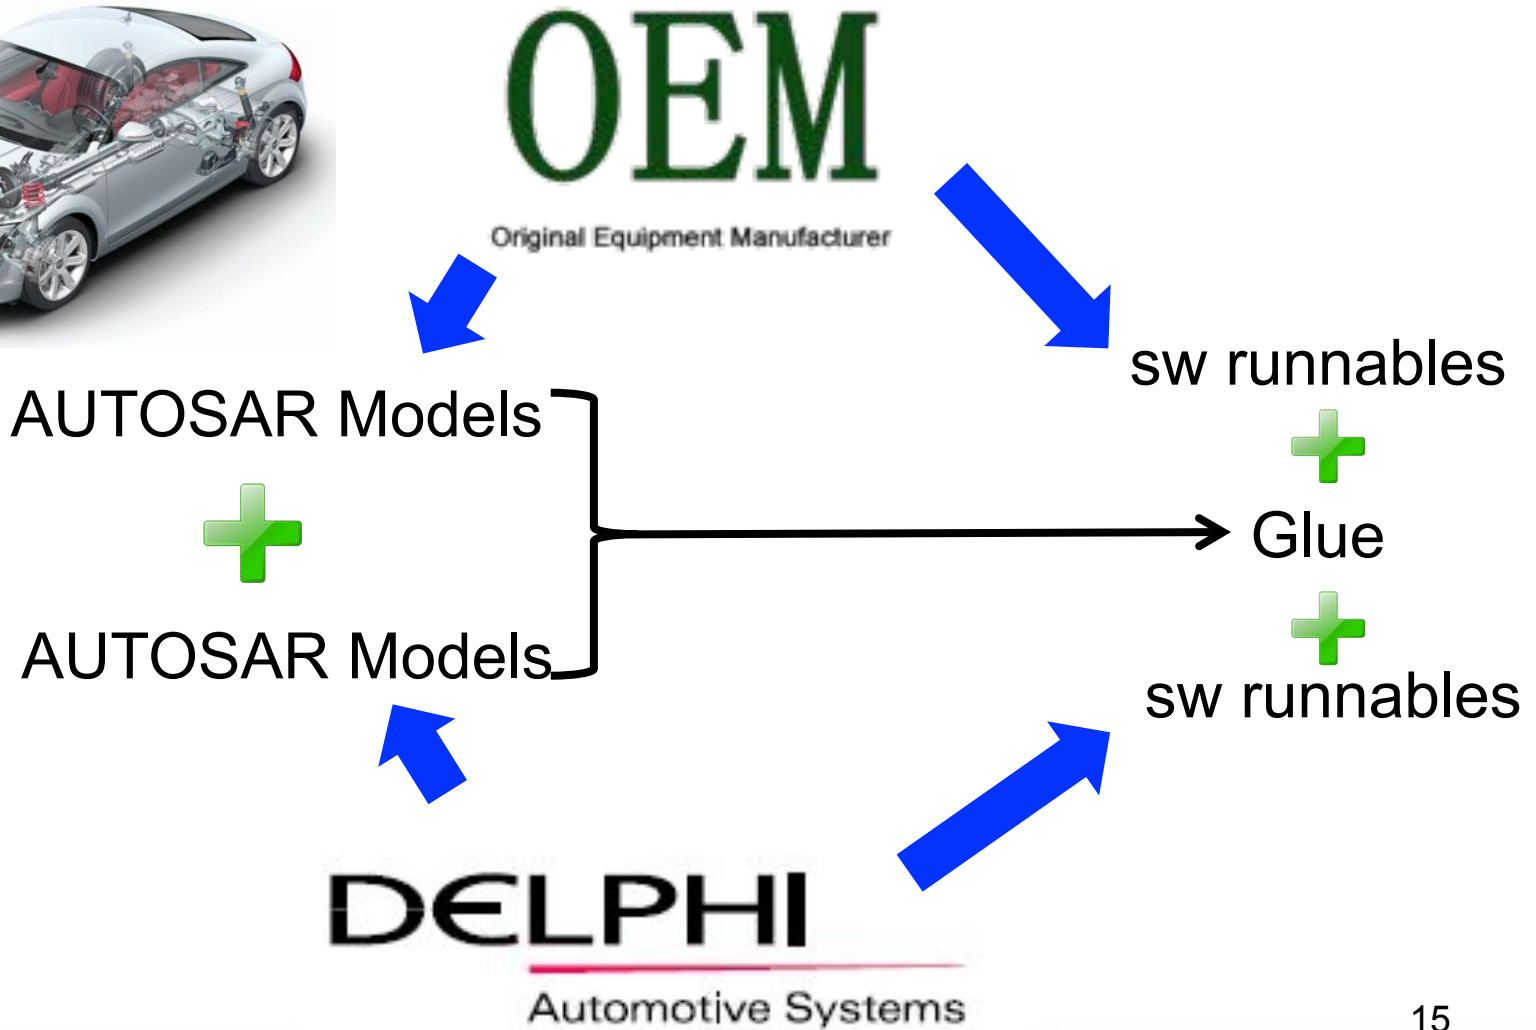 OEM
Original Equipment Manufacturer
sw runnables
AUTOSAR Models
Glue
AUTOSAR Models
sw runnables
DELPHI
Automotive Systems
15